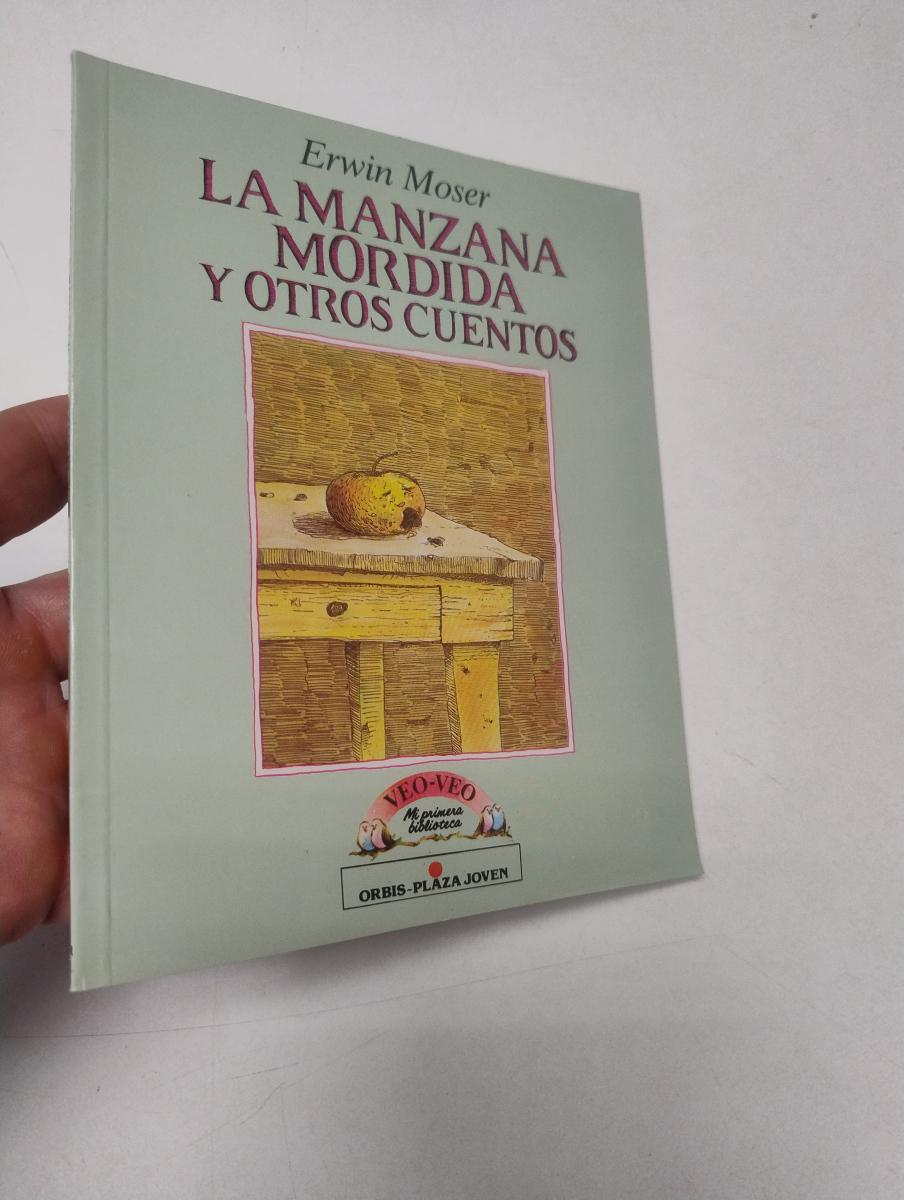 Erwin Moser
LA MANZANA
MORDIDA
Y OTROS CUENTOS
VEO-VEO
Mi primera
biblioteca
ORBIS-PLAZA JOVEN